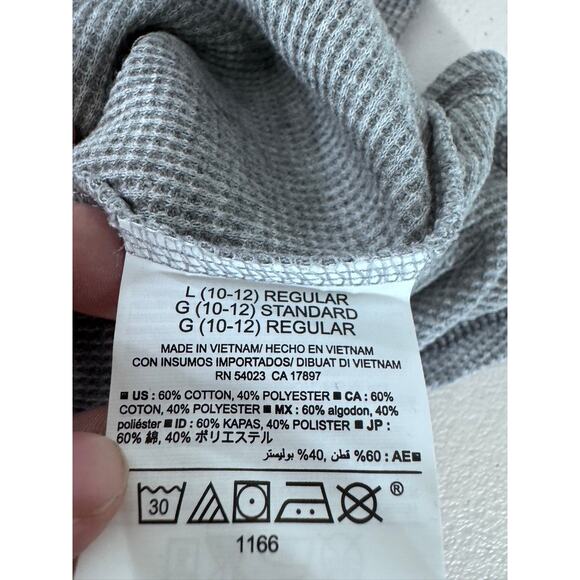 L (10-12) REGULAR
G (10-12) STANDARD
G (10-12) REGULAR
MADE IN VIETNAM/ HECHO EN VIETNAM
CON INSUMOS IMPORTADOS/ DIBUAT DI VIETNAM
RN 54023 CA 17897
■ US : 60% COTTON, 40% POLYESTER ■ CA : 60%
COTON, 40% POLYESTER ■ MX : 60% algodon, 40%
poliéster ■ ID : 60% KAPAS, 40% POLISTER ■ JP :
60% 綿, 40% ポリエステル
■ AE : 60% قطن, 40% بوليستر
30 ®
1166